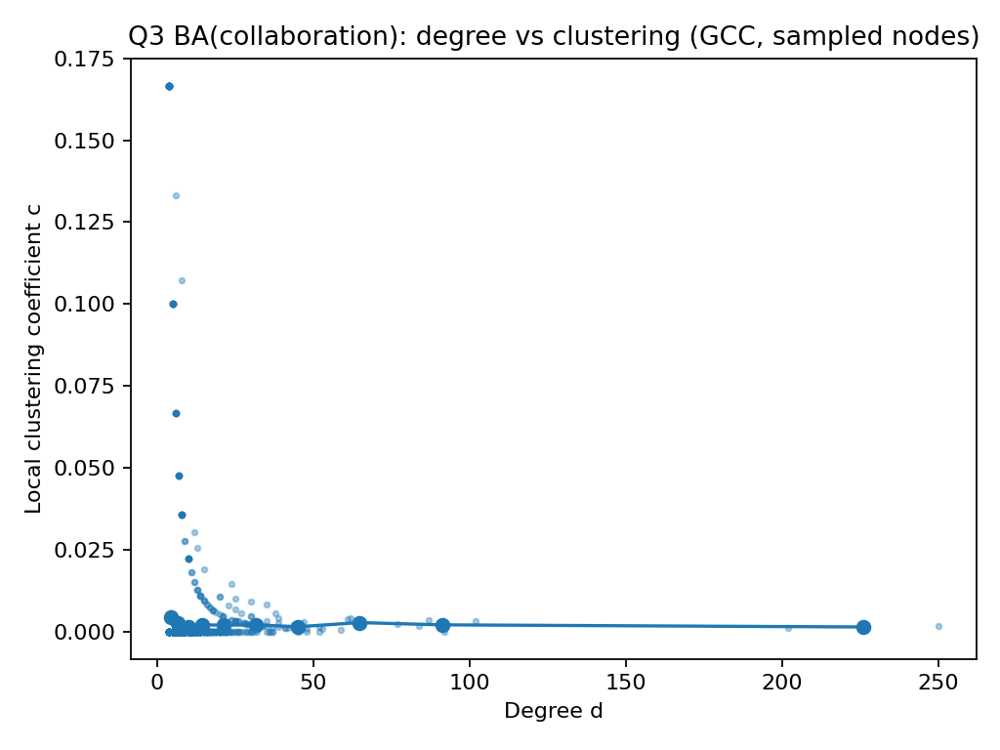 Q3 BA(collaboration): degree vs clustering (GCC, sampled nodes)
Local clustering coefficient c
0.175
0.150
0.125
0.100
0.075
0.050
0.025
0.000
0 50 100 150 200 250
Degree d